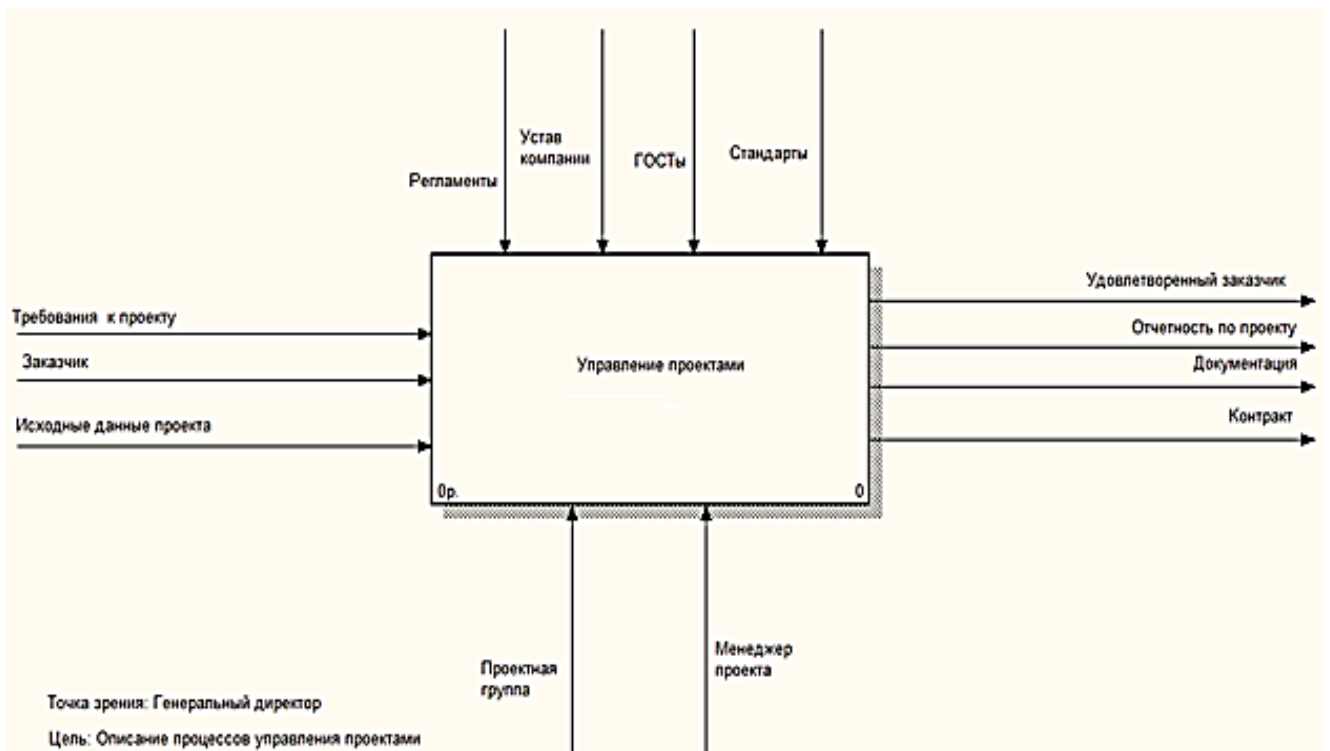 Устав
компании
ГОСТы
Стандарты
Регламенты
Требования к проекту
Заказчик
Исходные данные проекта
Управление проектами
0р.
0
Удовлетворенный заказчик
Отчетность по проекту
Документация
Контракт
Проектная
группа
Менеджер
проекта
Точка зрения: Генеральный директор
Цель: Описание процессов управления проектами